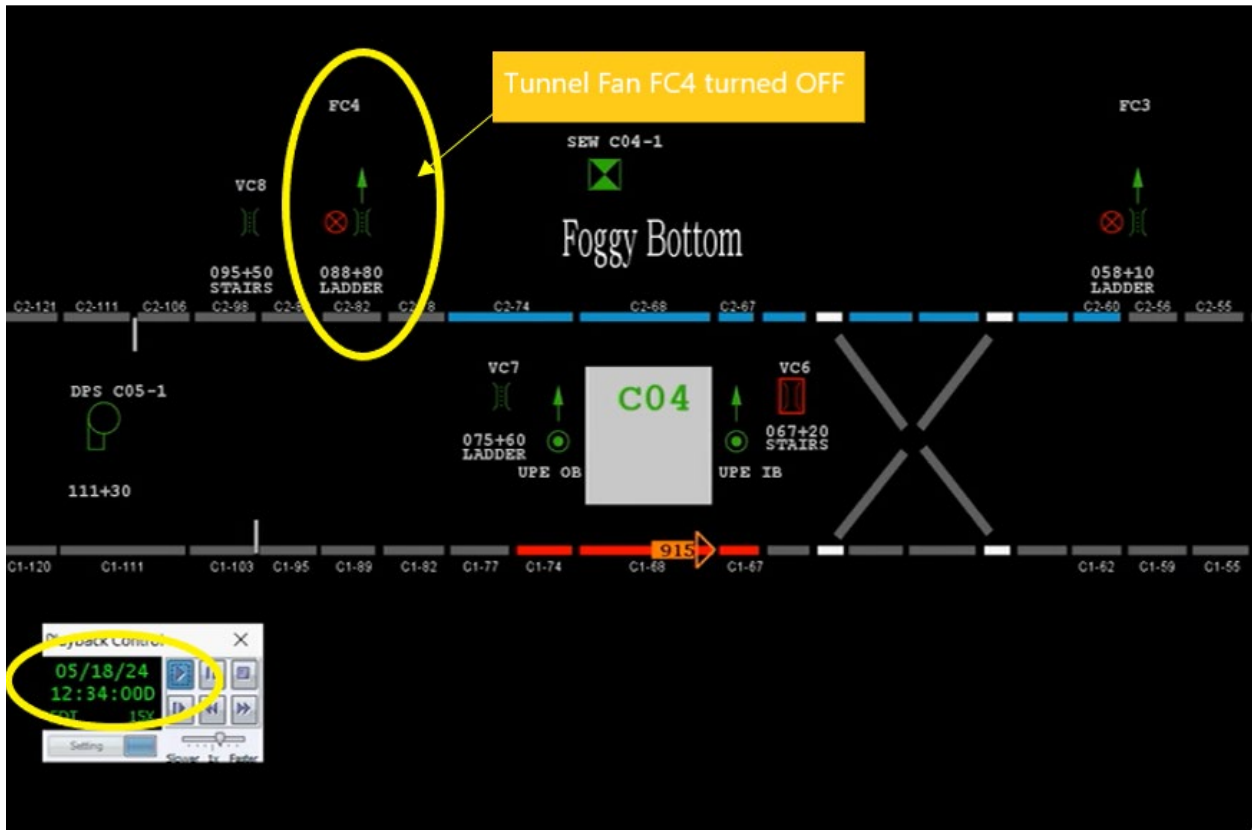 Tunnel Fan FC4 turned OFF
FC4
FC3
SEW C04-1
VC8
Foggy Bottom
095+50
STAIRS
088+80
LADDER
058+10
LADDER
C2-121 C2-111 C2-106 C2-98 C2-82 C2-74 C2-68 C2-67 C2-60 C2-56 C2-55
DPS C05-1
111+30
VC7
075+60
LADDER
UPE OB
C04
UPE IB
VC6
067+20
STAIRS
915
C1-120 C1-111 C1-103 C1-95 C1-89 C1-82 C1-77 C1-74 C1-68 C1-67 C1-62 C1-59 C1-55
Playback Control
05/18/24
12:34:00D
EDT 15X
Setting
Slower 1x Faster